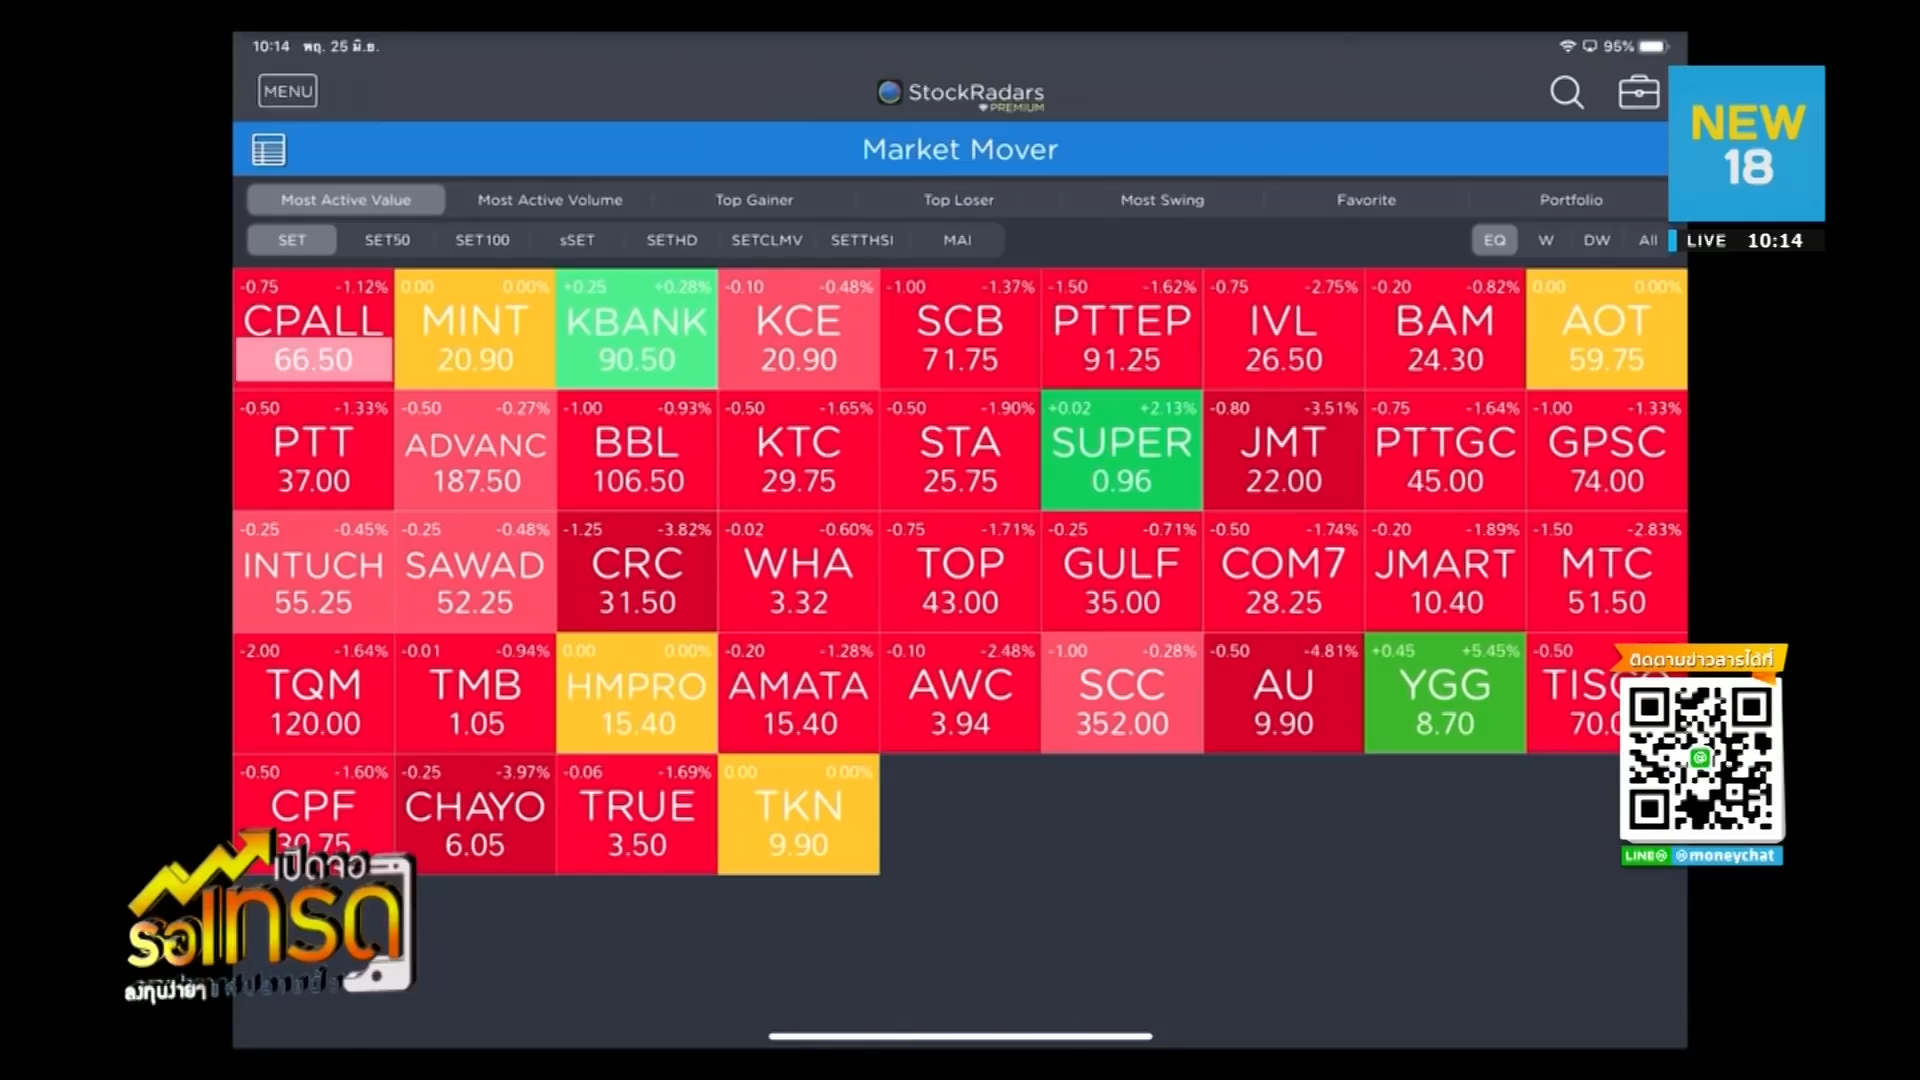 10:14 พฤ. 25 มิ.ย.
95%
MENU
StockRadars
PREMIUM
NEW
18
LIVE 10:14
Market Mover
Most Active Value Most Active Volume Top Gainer Top Loser Most Swing Favorite Portfolio
SET SET50 SET100 sSET SETHD SETCLMV SETTHSI MAI EQ W DW All
-0.75 -1.12% 0.00 0.00% +0.25 +0.28% -0.10 -0.48% -1.00 -1.37% -1.50 -1.62% -0.75 -2.75% -0.20 -0.82% 0.00 0.00%
CPALL MINT KBANK KCE SCB PTTEP IVL BAM AOT
66.50 20.90 90.50 20.90 71.75 91.25 26.50 24.30 59.75
-0.50 -1.33% -0.50 -0.27% -1.00 -0.93% -0.50 -1.65% -0.50 -1.90% +0.02 +2.13% -0.80 -3.51% -0.75 -1.64% -1.00 -1.33%
PTT ADVANC BBL KTC STA SUPER JMT PTTGC GPSC
37.00 187.50 106.50 29.75 25.75 0.96 22.00 45.00 74.00
-0.25 -0.45% -0.25 -0.48% -1.25 -3.82% -0.02 -0.60% -0.75 -1.71% -0.25 -0.71% -0.50 -1.74% -0.20 -1.89% -1.50 -2.83%
INTUCH SAWAD CRC WHA TOP GULF COM7 JMART MTC
55.25 52.25 31.50 3.32 43.00 35.00 28.25 10.40 51.50
-2.00 -1.64% -0.01 -0.94% 0.00 0.00% -0.20 -1.28% -0.10 -2.48% -1.00 -0.28% -0.50 -4.81% +0.45 +5.45% -0.50
TQM TMB HMPRO AMATA AWC SCC AU YGG TISCO
120.00 1.05 15.40 15.40 3.94 352.00 9.90 8.70 70.0
-0.50 -1.60% -0.25 -3.97% -0.06 -1.69% 0.00 0.00%
CPF CHAYO TRUE TKN
30.75 6.05 3.50 9.90
ติดตามข่าวสารได้ที่
LINE@ @moneychat
เปิดจอ
รอเทรด
ลงทุนง่ายๆ